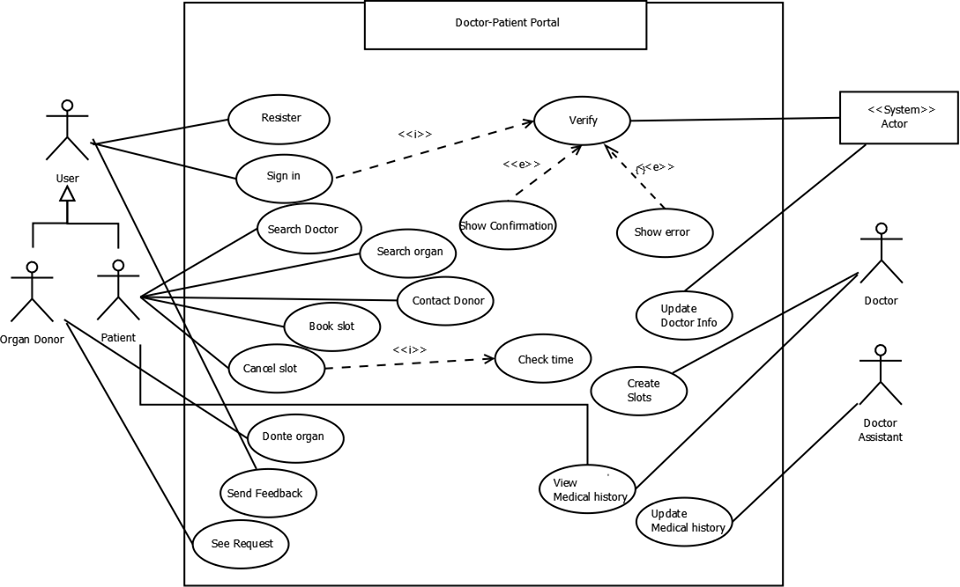 Doctor-Patient Portal
<<System>>
Actor
Resister
Verify
<<i>>
<<e>>
<<e>>
Sign in
User
Search Doctor
Show Confirmation
Show error
Search organ
Contact Donor
Doctor
Organ Donor
Patient
Book slot
Update
Doctor Info
<<i>>
Cancel slot
Check time
Create
Slots
Doctor
Assistant
Donte organ
View
Medical history
Send Feedback
Update
Medical history
See Request